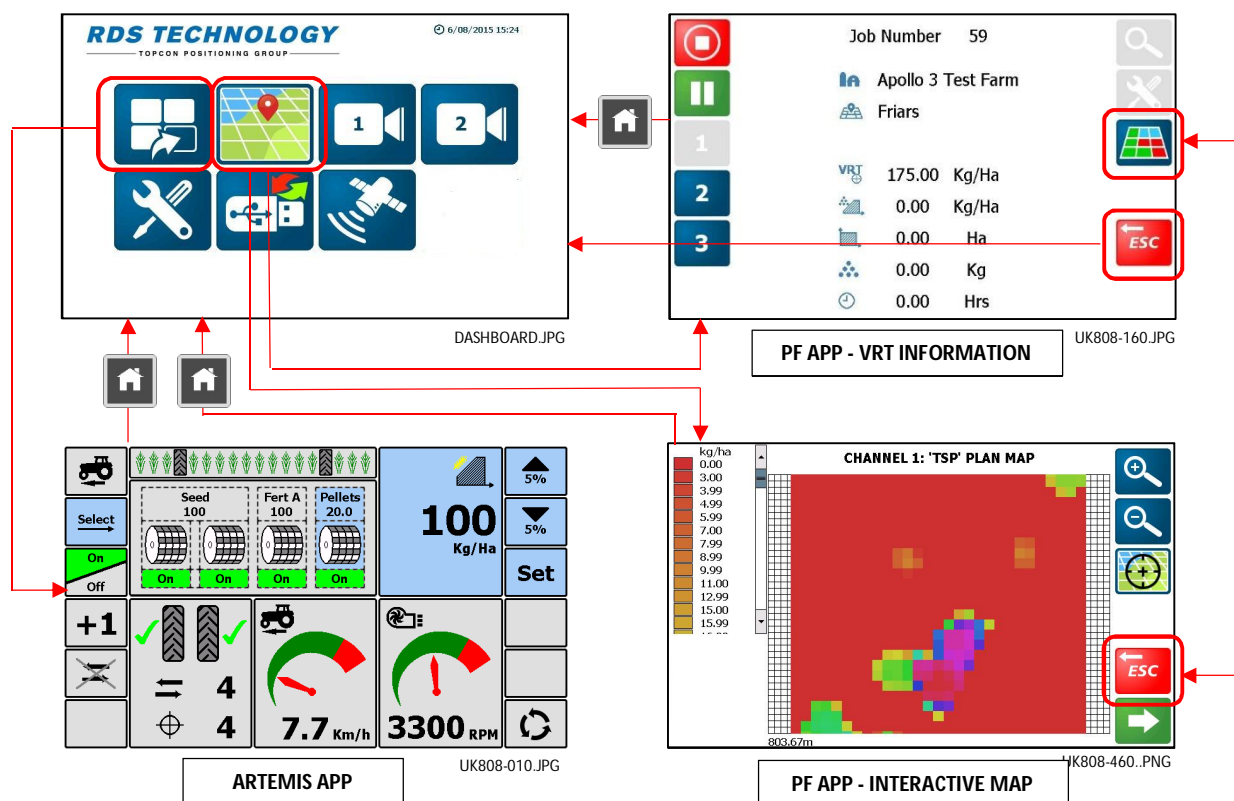 RDS TECHNOLOGY
TOPCON POSITIONING GROUP
6/08/2015 15:24
1
2
DASHBOARD.JPG
Job Number 59
Apollo 3 Test Farm
Friars
1
2
3
VRT 175.00 Kg/Ha
0.00 Kg/Ha
0.00 Ha
0.00 Kg
0.00 Hrs
ESC
PF APP - VRT INFORMATION
UK808-160.JPG
Select
On
Off
+1
Seed
100
Fert A
100
Pellets
20.0
On
On
On
On
100
Kg/Ha
5%
5%
Set
4
4
7.7 Km/h
3300 RPM
UK808-010.JPG
ARTEMIS APP
kg/ha
0.00
3.00
3.99
4.99
5.99
7.00
7.99
8.99
9.99
11.00
12.99
15.00
15.99
CHANNEL 1: 'TSP' PLAN MAP
803.67m
ESC
UK808-460..PNG
PF APP - INTERACTIVE MAP